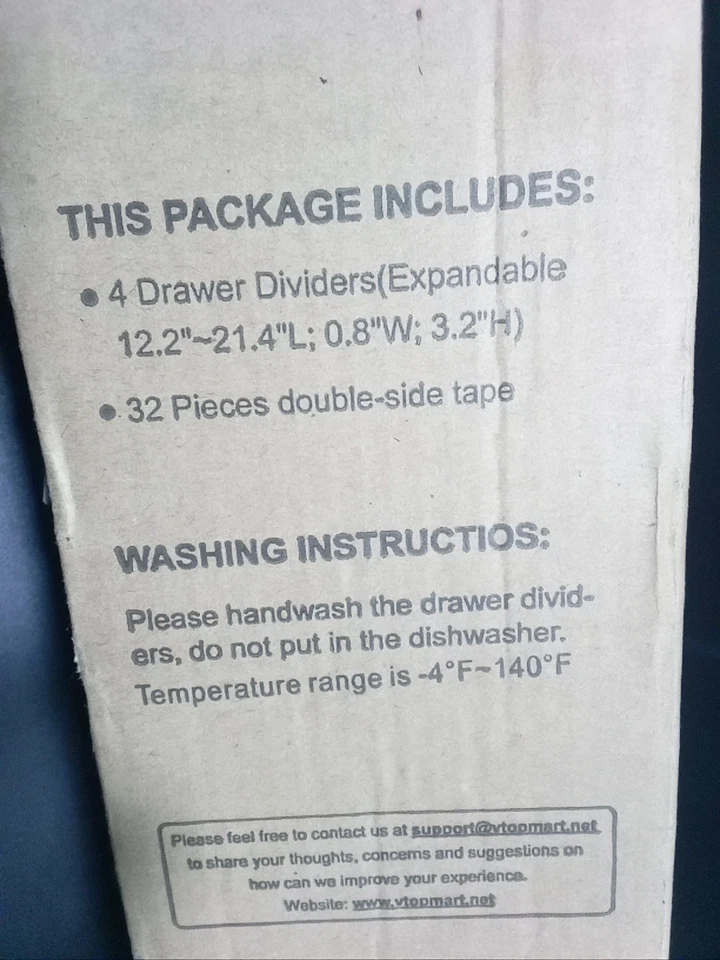 THIS PACKAGE INCLUDES:
● 4 Drawer Dividers(Expandable
12.2"~21.4"L; 0.8"W; 3.2"H)
● 32 Pieces double-side tape
WASHING INSTRUCTIOS:
Please handwash the drawer divid-
ers, do not put in the dishwasher.
Temperature range is -4°F~140°F
Please feel free to contact us at support@vtopmart.net
to share your thoughts, concerns and suggestions on
how can we improve your experience.
Website: www.vtopmart.net